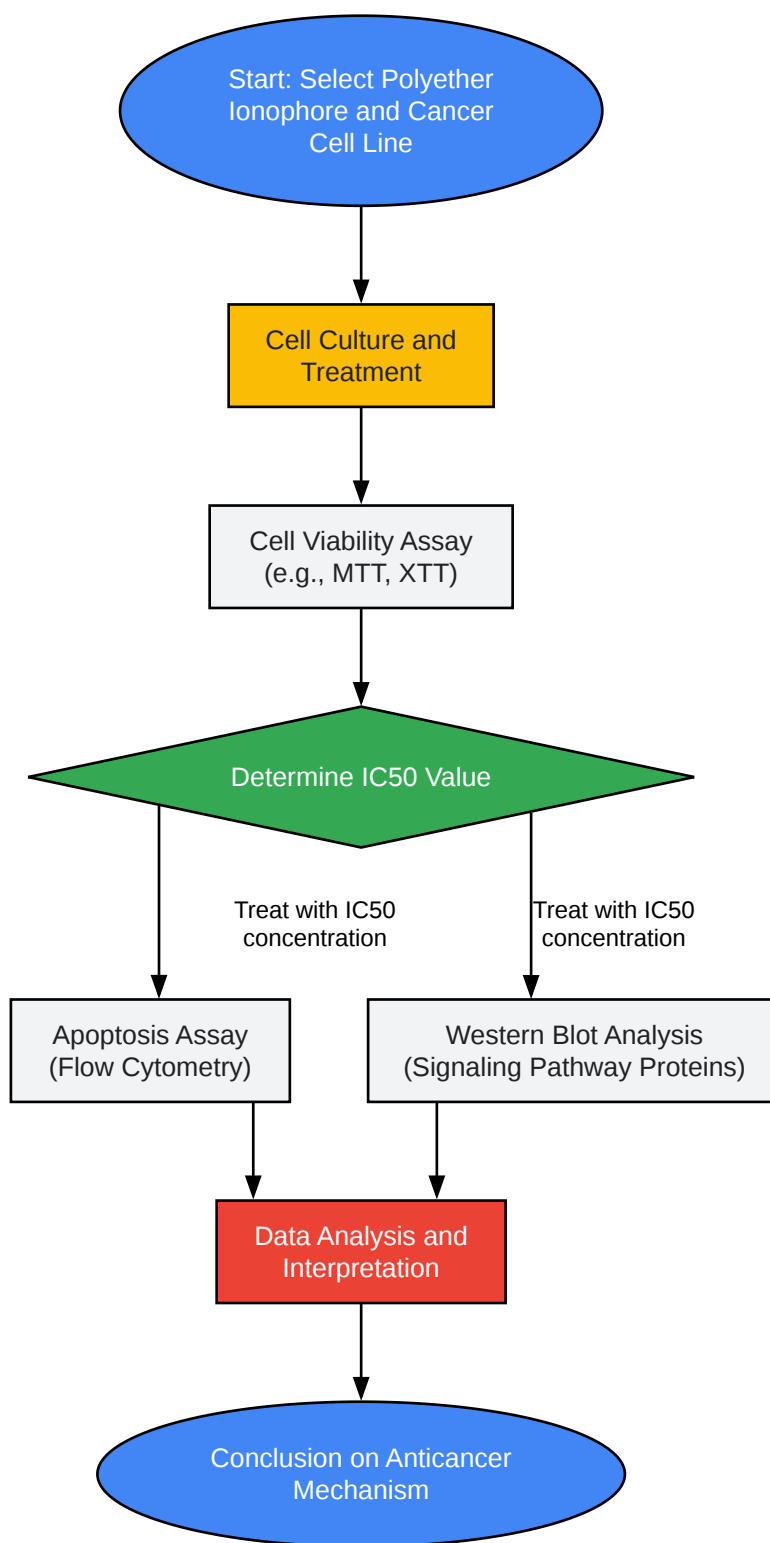 Start: Select Polyether
Ionophore and Cancer
Cell Line
Cell Culture and
Treatment
Cell Viability Assay
(e.g., MTT, XTT)
Determine IC50 Value
Treat with IC50
concentration
Treat with IC50
concentration
Apoptosis Assay
(Flow Cytometry)
Western Blot Analysis
(Signaling Pathway Proteins)
Data Analysis and
Interpretation
Conclusion on Anticancer
Mechanism